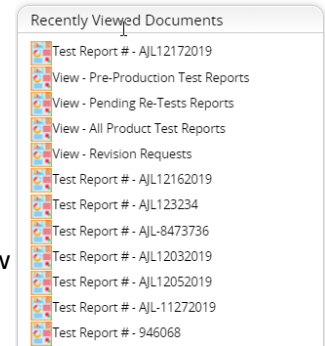 Recently Viewed Documents
Test Report # - AJL12172019
View - Pre-Production Test Reports
View - Pending Re-Tests Reports
View - All Product Test Reports
View - Revision Requests
Test Report # - AJL12162019
Test Report # - AJL123234
Test Report # - AJL-8473736
w
Test Report # - AJL12032019
Test Report # - AJL12052019
Test Report # - AJL-11272019
Test Report # - 946068